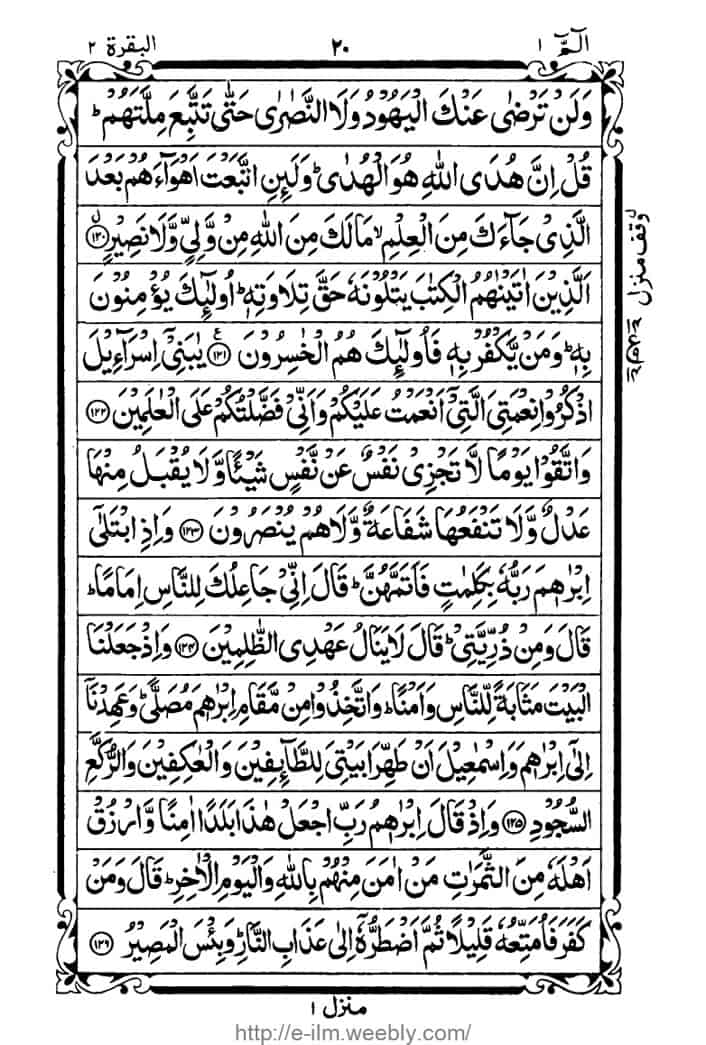 الٓمّٓ ١ ٢٠ البقرة ٢
وَلَنْ تَرْضٰى عَنْكَ الْيَهُوْدُ وَلَا النَّصٰرٰى حَتّٰى تَتَّبِعَ مِلَّتَهُمْ ؕ
قُلْ اِنَّ هُدَى اللّٰهِ هُوَ الْهُدٰى ؕ وَلَىِٕنِ اتَّبَعْتَ اَهْوَآءَهُمْ بَعْدَ
الَّذِيْ جَآءَكَ مِنَ الْعِلْمِ ۙ مَا لَكَ مِنَ اللّٰهِ مِنْ وَّلِيٍّ وَّلَا نَصِيْرٍ ۝١٢٠
اَلَّذِيْنَ اٰتَيْنٰهُمُ الْكِتٰبَ يَتْلُوْنَهٗ حَقَّ تِلَاوَتِهٖ ؕ اُولٰٓىِٕكَ يُؤْمِنُوْنَ
بِهٖ ؕ وَمَنْ يَّكْفُرْ بِهٖ فَاُولٰٓىِٕكَ هُمُ الْخٰسِرُوْنَ ۝١٢١ يٰبَنِيْٓ اِسْرَآءِيْلَ
اذْكُرُوْا نِعْمَتِيَ الَّتِيْٓ اَنْعَمْتُ عَلَيْكُمْ وَاَنِّيْ فَضَّلْتُكُمْ عَلَى الْعٰلَمِيْنَ ۝١٢٢
وَاتَّقُوْا يَوْمًا لَّا تَجْزِيْ نَفْسٌ عَنْ نَّفْسٍ شَيْـًٔا وَّلَا يُقْبَلُ مِنْهَا
عَدْلٌ وَّلَا تَنْفَعُهَا شَفَاعَةٌ وَّلَا هُمْ يُنْصَرُوْنَ ۝١٢٣ وَاِذِ ابْتَلٰٓى
اِبْرٰهٖمَ رَبُّهٗ بِكَلِمٰتٍ فَاَتَمَّهُنَّ ؕ قَالَ اِنِّيْ جَاعِلُكَ لِلنَّاسِ اِمَامًا ؕ
قَالَ وَمِنْ ذُرِّيَّتِيْ ؕ قَالَ لَا يَنَالُ عَهْدِي الظّٰلِمِيْنَ ۝١٢٤ وَاِذْ جَعَلْنَا
الْبَيْتَ مَثَابَةً لِّلنَّاسِ وَاَمْنًا ؕ وَاتَّخِذُوْا مِنْ مَّقَامِ اِبْرٰهٖمَ مُصَلًّى ؕ وَعَهِدْنَآ
اِلٰٓى اِبْرٰهٖمَ وَاِسْمٰعِيْلَ اَنْ طَهِّرَا بَيْتِيَ لِلطَّآىِٕفِيْنَ وَالْعٰكِفِيْنَ وَالرُّكَّعِ
السُّجُوْدِ ۝١٢٥ وَاِذْ قَالَ اِبْرٰهٖمُ رَبِّ اجْعَلْ هٰذَا بَلَدًا اٰمِنًا وَّارْزُقْ
اَهْلَهٗ مِنَ الثَّمَرٰتِ مَنْ اٰمَنَ مِنْهُمْ بِاللّٰهِ وَالْيَوْمِ الْاٰخِرِ ؕ قَالَ وَمَنْ
كَفَرَ فَاُمَتِّعُهٗ قَلِيْلًا ثُمَّ اَضْطَرُّهٗٓ اِلٰى عَذَابِ النَّارِ ؕ وَبِئْسَ الْمَصِيْرُ ۝١٢٦
وقف منزل
منزل ١
http://e-ilm.weebly.com/